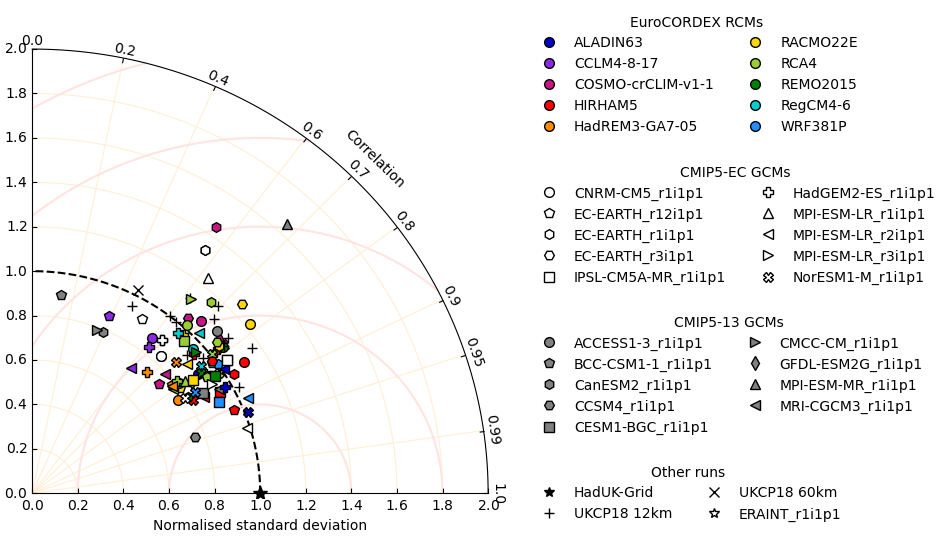 0.0
0.2
0.4
0.6
Correlation
0.7
0.8
0.9
0.95
0.99
1.0
2.0
1.8
1.6
1.4
1.2
1.0
0.8
0.6
0.4
0.2
0.0
0.0 0.2 0.4 0.6 0.8 1.0 1.2 1.4 1.6 1.8 2.0
Normalised standard deviation
EuroCORDEX RCMs
ALADIN63 RACMO22E
CCLM4-8-17 RCA4
COSMO-crCLIM-v1-1 REMO2015
HIRHAM5 RegCM4-6
HadREM3-GA7-05 WRF381P
CMIP5-EC GCMs
CNRM-CM5_r1i1p1 HadGEM2-ES_r1i1p1
EC-EARTH_r12i1p1 MPI-ESM-LR_r1i1p1
EC-EARTH_r1i1p1 MPI-ESM-LR_r2i1p1
EC-EARTH_r3i1p1 MPI-ESM-LR_r3i1p1
IPSL-CM5A-MR_r1i1p1 NorESM1-M_r1i1p1
CMIP5-13 GCMs
ACCESS1-3_r1i1p1 CMCC-CM_r1i1p1
BCC-CSM1-1_r1i1p1 GFDL-ESM2G_r1i1p1
CanESM2_r1i1p1 MPI-ESM-MR_r1i1p1
CCSM4_r1i1p1 MRI-CGCM3_r1i1p1
CESM1-BGC_r1i1p1
Other runs
HadUK-Grid UKCP18 60km
UKCP18 12km ERAINT_r1i1p1